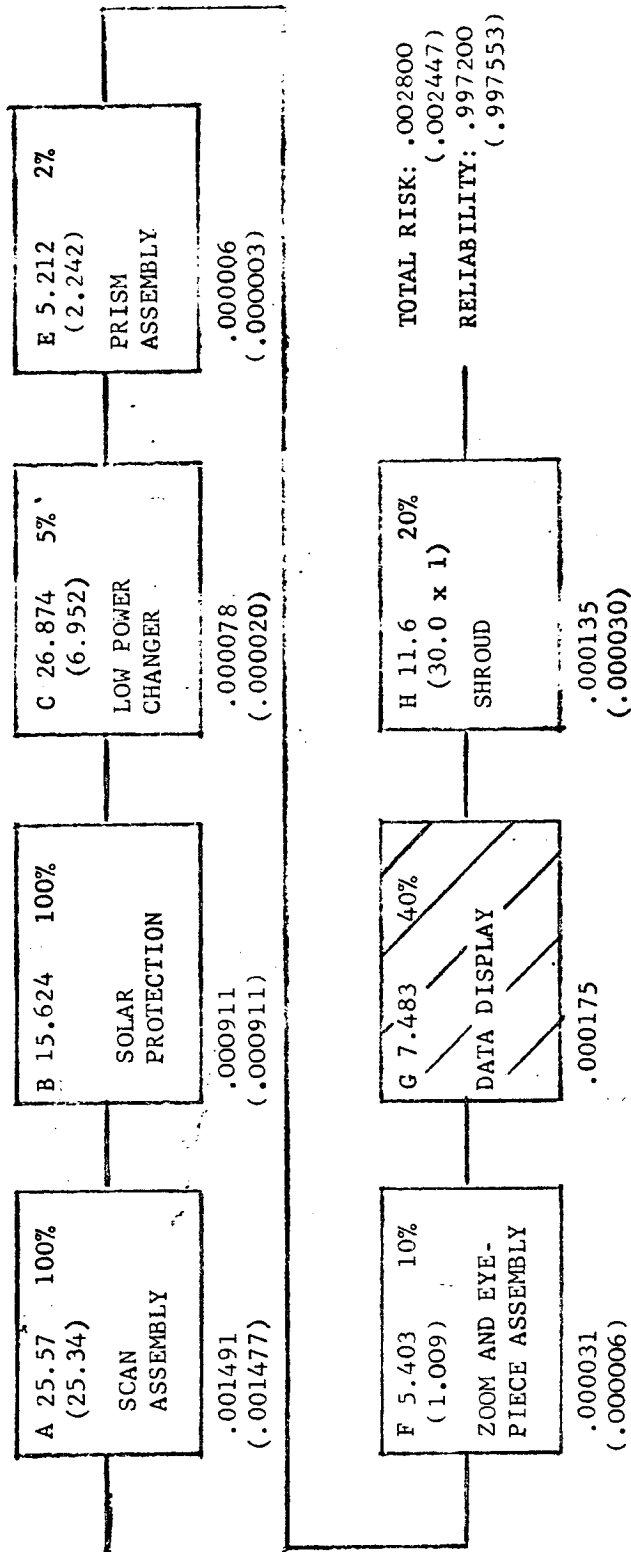 A 25.57 100%
(25.34)
SCAN
ASSEMBLY
.001491
(.001477)
B 15.624 100%
SOLAR
PROTECTION
.000911
(.000911)
C 26.874 5%
(6.952)
LOW POWER
CHANGER
.000078
(.000020)
E 5.212 2%
(2.242)
PRISM
ASSEMBLY
.000006
(.000003)
F 5.403 10%
(1.009)
ZOOM AND EYE-
PIECE ASSEMBLY
.000031
(.000006)
G 7.483 40%
DATA DISPLAY
.000175
H 11.6 20%
(30.0 x 1)
SHROUD
.000135
(.000030)
TOTAL RISK: .002800
(.002447)
RELIABILITY: .997200
(.997553)